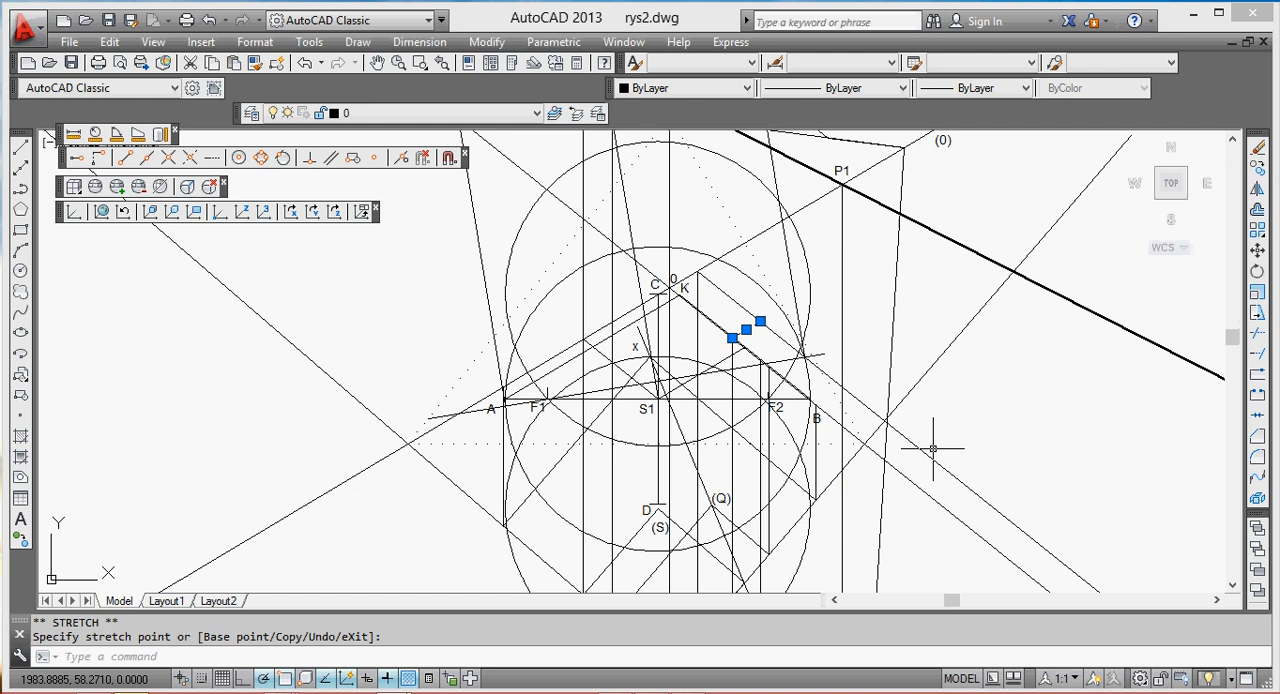 AutoCAD Classic
AutoCAD 2013 rys2.dwg
Type a keyword or phrase
Sign In
File Edit View Insert Format Tools Draw Dimension Modify Parametric Window Help Express
AutoCAD Classic
ByLayer
ByLayer
ByLayer
ByColor
0
(0)
N
W
TOP
E
S
WCS
P1
C
0
K
x
A
F1
S1
F2
B
D
(S)
(Q)
Y
X
Model
Layout1
Layout2
** STRETCH **
Specify stretch point or [Base point/Copy/Undo/eXit]:
Type a command
1983.8885, 58.2710, 0.0000
MODEL
1:1